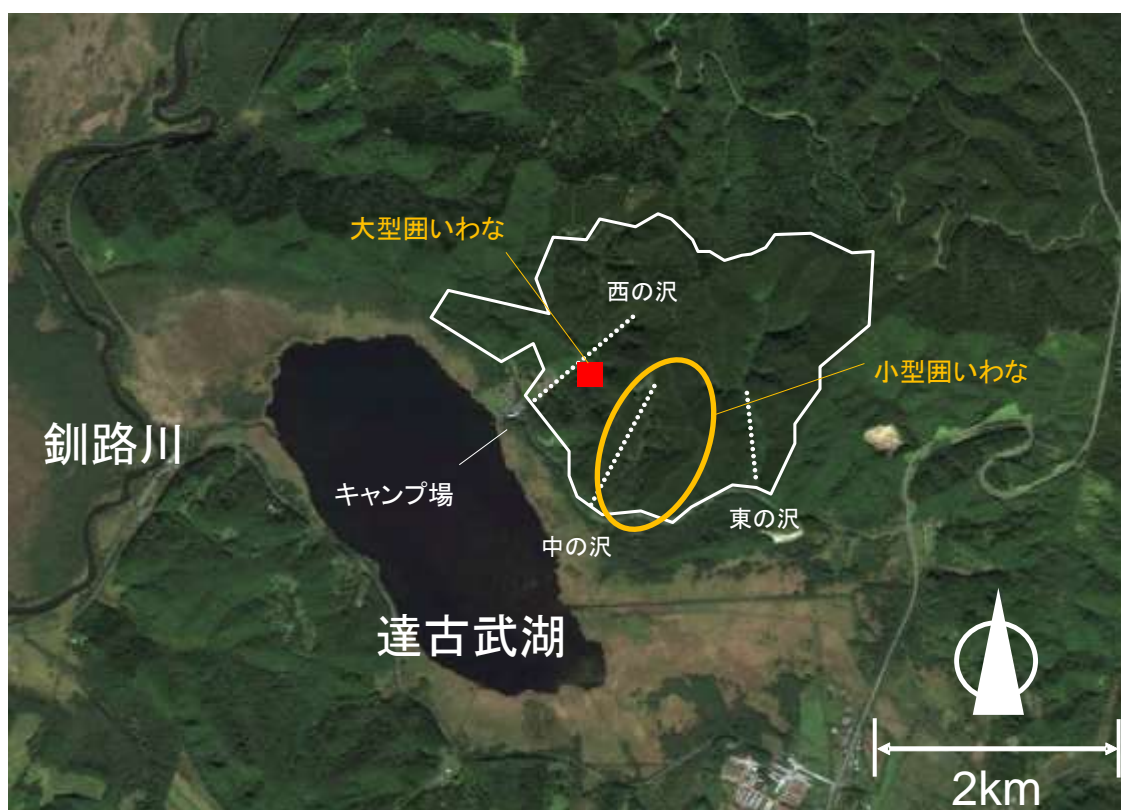 大型囲いわな
西の沢
小型囲いわな
釧路川
キャンプ場
東の沢
中の沢
達古武湖
2km